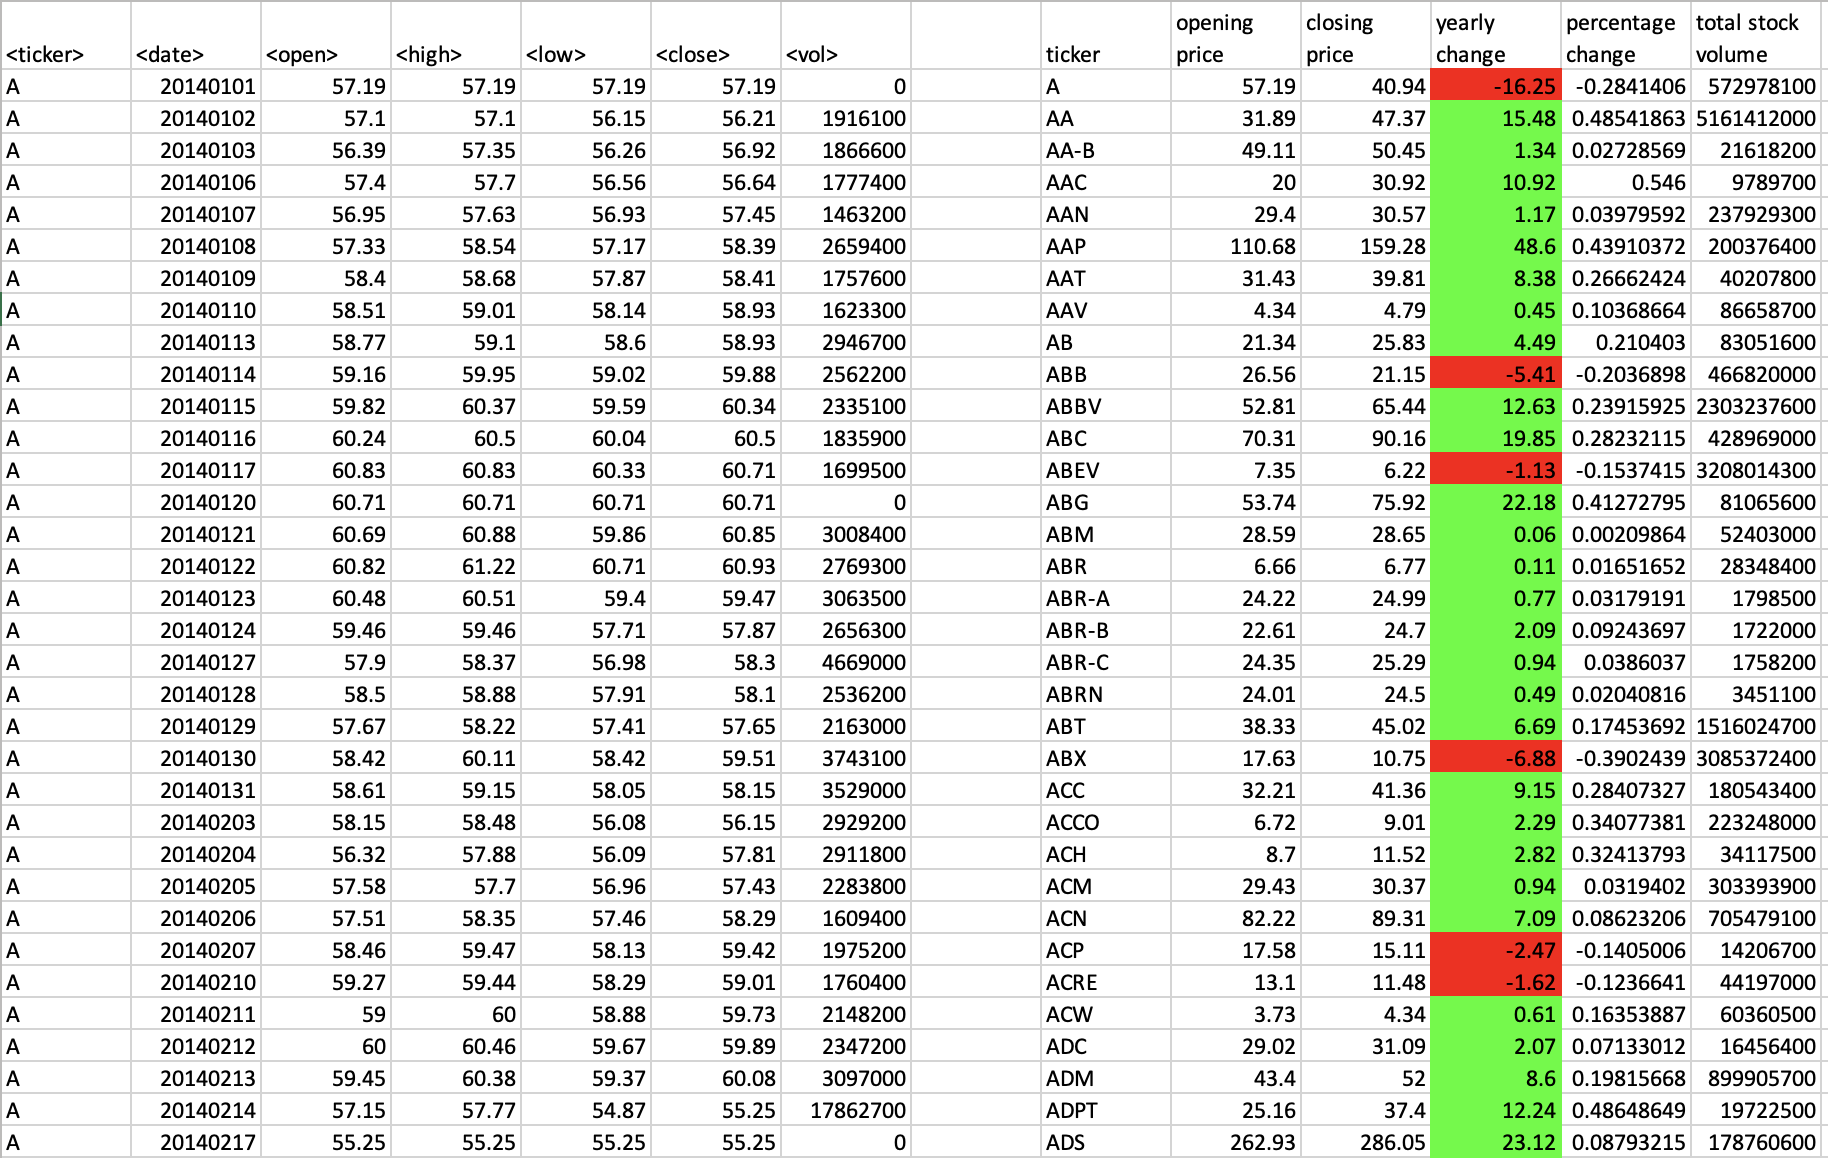 opening closing yearly percentage total stock
<ticker> <date> <open> <high> <low> <close> <vol> ticker price price change change volume
A 20140101 57.19 57.19 57.19 57.19 0 A 57.19 40.94 -16.25 -0.2841406 572978100
A 20140102 57.1 57.1 56.15 56.21 1916100 AA 31.89 47.37 15.48 0.48541863 5161412000
A 20140103 56.39 57.35 56.26 56.92 1866600 AA-B 49.11 50.45 1.34 0.02728569 21618200
A 20140106 57.4 57.7 56.56 56.64 1777400 AAC 20 30.92 10.92 0.546 9789700
A 20140107 56.95 57.63 56.93 57.45 1463200 AAN 29.4 30.57 1.17 0.03979592 237929300
A 20140108 57.33 58.54 57.17 58.39 2659400 AAP 110.68 159.28 48.6 0.43910372 200376400
A 20140109 58.4 58.68 57.87 58.41 1757600 AAT 31.43 39.81 8.38 0.26662424 40207800
A 20140110 58.51 59.01 58.14 58.93 1623300 AAV 4.34 4.79 0.45 0.10368664 86658700
A 20140113 58.77 59.1 58.6 58.93 2946700 AB 21.34 25.83 4.49 0.210403 83051600
A 20140114 59.16 59.95 59.02 59.88 2562200 ABB 26.56 21.15 -5.41 -0.2036898 466820000
A 20140115 59.82 60.37 59.59 60.34 2335100 ABBV 52.81 65.44 12.63 0.23915925 2303237600
A 20140116 60.24 60.5 60.04 60.5 1835900 ABC 70.31 90.16 19.85 0.28232115 428969000
A 20140117 60.83 60.83 60.33 60.71 1699500 ABEV 7.35 6.22 -1.13 -0.1537415 3208014300
A 20140120 60.71 60.71 60.71 60.71 0 ABG 53.74 75.92 22.18 0.41272795 81065600
A 20140121 60.69 60.88 59.86 60.85 3008400 ABM 28.59 28.65 0.06 0.00209864 52403000
A 20140122 60.82 61.22 60.71 60.93 2769300 ABR 6.66 6.77 0.11 0.01651652 28348400
A 20140123 60.48 60.51 59.4 59.47 3063500 ABR-A 24.22 24.99 0.77 0.03179191 1798500
A 20140124 59.46 59.46 57.71 57.87 2656300 ABR-B 22.61 24.7 2.09 0.09243697 1722000
A 20140127 57.9 58.37 56.98 58.3 4669000 ABR-C 24.35 25.29 0.94 0.0386037 1758200
A 20140128 58.5 58.88 57.91 58.1 2536200 ABRN 24.01 24.5 0.49 0.02040816 3451100
A 20140129 57.67 58.22 57.41 57.65 2163000 ABT 38.33 45.02 6.69 0.17453692 1516024700
A 20140130 58.42 60.11 58.42 59.51 3743100 ABX 17.63 10.75 -6.88 -0.3902439 3085372400
A 20140131 58.61 59.15 58.05 58.15 3529000 ACC 32.21 41.36 9.15 0.28407327 180543400
A 20140203 58.15 58.48 56.08 56.15 2929200 ACCO 6.72 9.01 2.29 0.34077381 223248000
A 20140204 56.32 57.88 56.09 57.81 2911800 ACH 8.7 11.52 2.82 0.32413793 34117500
A 20140205 57.58 57.7 56.96 57.43 2283800 ACM 29.43 30.37 0.94 0.0319402 303393900
A 20140206 57.51 58.35 57.46 58.29 1609400 ACN 82.22 89.31 7.09 0.08623206 705479100
A 20140207 58.46 59.47 58.13 59.42 1975200 ACP 17.58 15.11 -2.47 -0.1405006 14206700
A 20140210 59.27 59.44 58.29 59.01 1760400 ACRE 13.1 11.48 -1.62 -0.1236641 44197000
A 20140211 59 60 58.88 59.73 2148200 ACW 3.73 4.34 0.61 0.16353887 60360500
A 20140212 60 60.46 59.67 59.89 2347200 ADC 29.02 31.09 2.07 0.07133012 16456400
A 20140213 59.45 60.38 59.37 60.08 3097000 ADM 43.4 52 8.6 0.19815668 899905700
A 20140214 57.15 57.77 54.87 55.25 17862700 ADPT 25.16 37.4 12.24 0.48648649 19722500
A 20140217 55.25 55.25 55.25 55.25 0 ADS 262.93 286.05 23.12 0.08793215 178760600